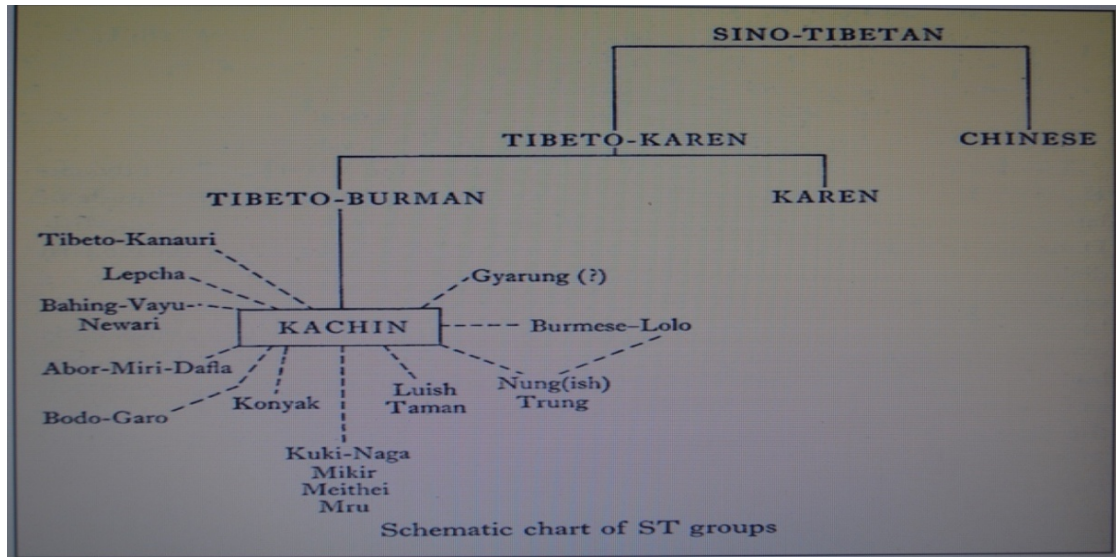 SINO-TIBETAN
TIBETO-KAREN
CHINESE
TIBETO-BURMAN
KAREN
Tibeto-Kanauri
Lepcha
Gyarung (?)
Bahing-Vayu-
Newari
KACHIN
Burmese-Lolo
Abor-Miri-Dafla
Bodo-Garo
Konyak
Luish
Taman
Nung(ish)
Trung
Kuki-Naga
Mikir
Meithei
Mru
Schematic chart of ST groups